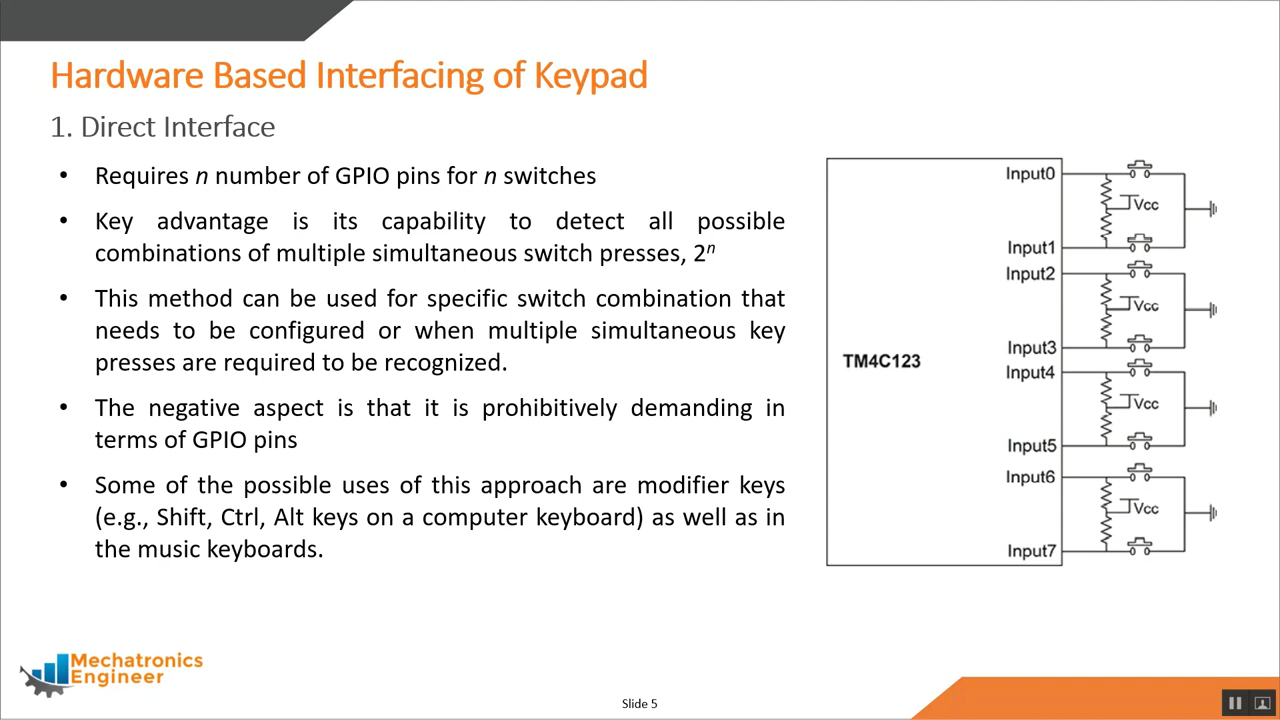 Hardware Based Interfacing of Keypad
1. Direct Interface
• Requires n number of GPIO pins for n switches
• Key advantage is its capability to detect all possible
combinations of multiple simultaneous switch presses, 2ⁿ
• This method can be used for specific switch combination that
needs to be configured or when multiple simultaneous key
presses are required to be recognized.
• The negative aspect is that it is prohibitively demanding in
terms of GPIO pins
• Some of the possible uses of this approach are modifier keys
(e.g., Shift, Ctrl, Alt keys on a computer keyboard) as well as in
the music keyboards.
TM4C123
Input0
Vcc
Input1
Input2
Vcc
Input3
Input4
Vcc
Input5
Input6
Vcc
Input7
Mechatronics
Engineer
Slide 5